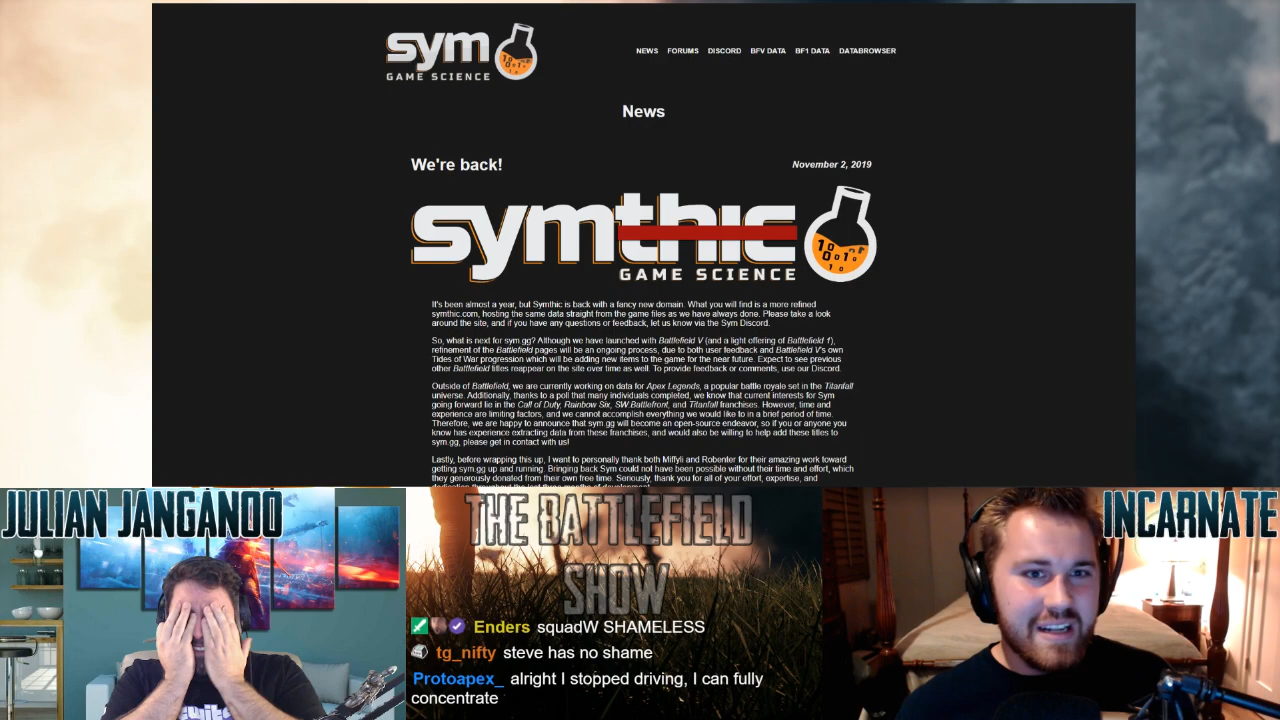 sym
GAME SCIENCE
NEWS FORUMS DISCORD BFV DATA BF1 DATA DATABROWSER
News
We're back!
November 2, 2019
symthic
GAME SCIENCE
It's been almost a year, but Symthic is back with a fancy new domain. What you will find is a more refined
symthic.com, hosting the same data straight from the game files as we have always done. Please take a look
around the site, and if you have any questions or feedback, let us know via the Sym Discord.
So, what is next for sym.gg? Although we have launched with Battlefield V (and a light offering of Battlefield 1),
refinement of the Battlefield pages will be an ongoing process, due to both user feedback and Battlefield V's own
Tides of War progression which will be adding new items to the game for the near future. Expect to see previous
other Battlefield titles reappear on the site over time as well. To provide feedback or comments, use our Discord.
Outside of Battlefield, we are currently working on data for Apex Legends, a popular battle royale set in the Titanfall
universe. Additionally, thanks to a poll that many individuals completed, we know that current interests for Sym
going forward lie in the Call of Duty, Rainbow Six, SW Battlefront, and Titanfall franchises. However, time and
experience are limiting factors, and we cannot accomplish everything we would like to in a brief period of time.
Therefore, we are happy to announce that sym.gg will become an open-source endeavor, so if you or anyone you
know has experience extracting data from these franchises, and would also be willing to help add these titles to
sym.gg, please get in contact with us!
Lastly, before wrapping this up, I want to personally thank both Miffyli and Robenter for their amazing work toward
getting sym.gg up and running. Bringing back Sym could not have been possible without their time and effort, which
they generously donated from their own free time. Seriously, thank you for all of your effort, expertise, and
JULIAN JANGANOO
THE BATTLEFIELD
SHOW
INCARNATE
Enders squadW SHAMELESS
tg_nifty steve has no shame
Protoapex_ alright I stopped driving, I can fully
concentrate